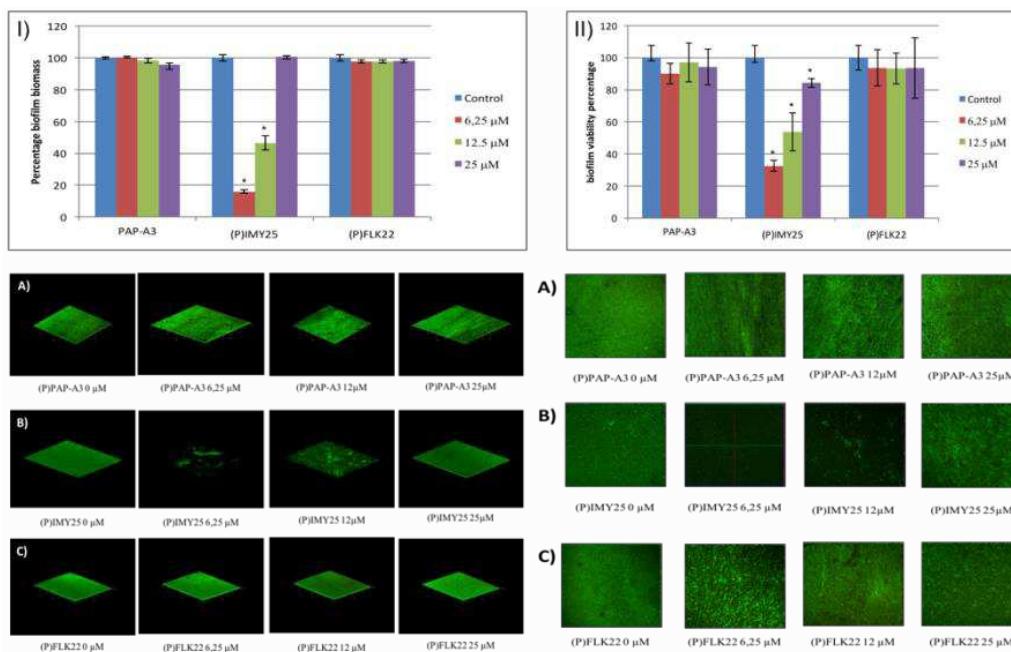 I)
120
100
80
60
40
20
0
Percentage biofilm biomass
*
*
PAP-A3 (P)IMY25 (P)FLK22
Control
6,25 µM
12.5 µM
25 µM
II)
120
100
80
60
40
20
0
biofilm viability percentage
*
*
*
PAP-A3 (P)IMY25 (P)FLK22
Control
6,25 µM
12.5 µM
25 µM
A)
(P)PAP-A3 0 µM (P)PAP-A3 6,25 µM (P)PAP-A3 12µM (P)PAP-A3 25µM
B)
(P)IMY25 0 µM (P)IMY25 6,25 µM (P)IMY25 12µM (P)IMY25 25µM
C)
(P)FLK22 0 µM (P)FLK22 6,25 µM (P)FLK22 12 µM (P)FLK22 25 µM
A)
(P)PAP-A3 0 µM (P)PAP-A3 6,25 µM (P)PAP-A3 12µM (P)PAP-A3 25µM
B)
(P)IMY25 0 µM (P)IMY25 6,25 µM (P)IMY25 12µM (P)IMY25 25µM
C)
(P)FLK22 0 µM (P)FLK22 6,25 µM (P)FLK22 12 µM (P)FLK22 25 µM